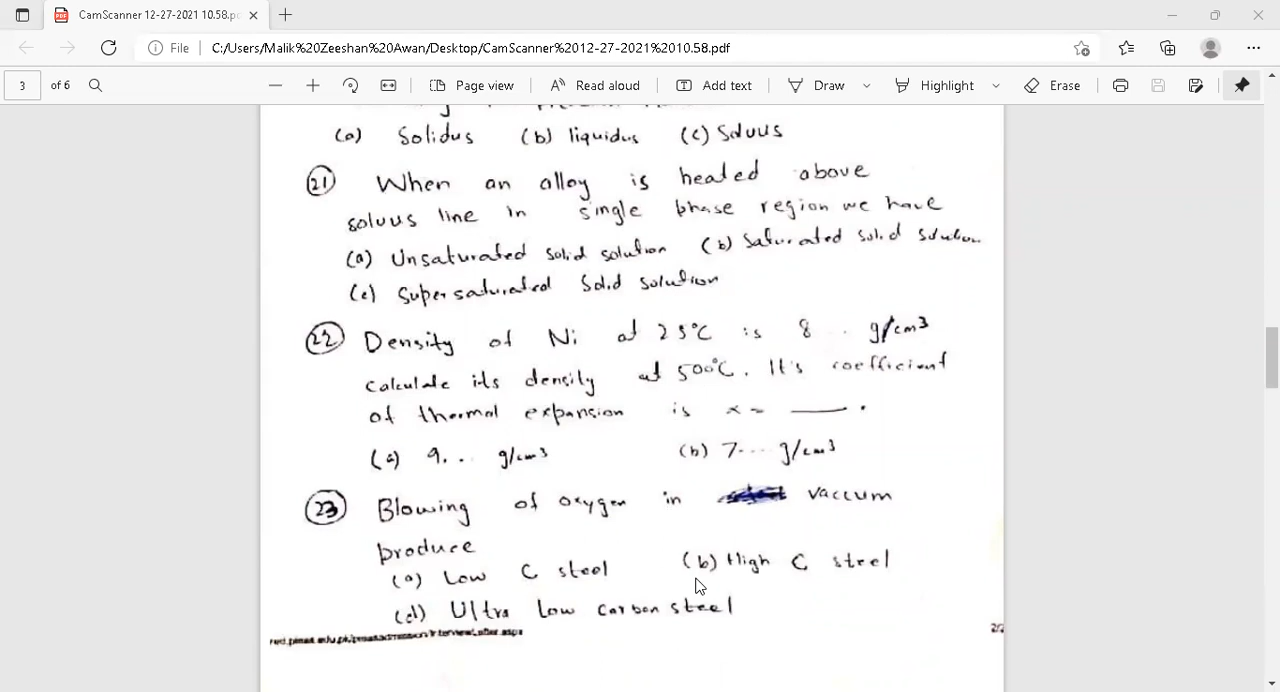 CamScanner 12-27-2021 10.58.pd
File C:/Users/Malik%20Zeeshan%20Awan/Desktop/CamScanner%2012-27-2021%2010.58.pdf
3 of 6 Page view Read aloud Add text Draw Highlight Erase
(a) Solidus (b) liquidus (c) Solvus
(21) When an alloy is heated above
solvus line in single phase region we have
(a) Unsaturated solid solution (b) Saturated solid solution
(c) Supersaturated Solid solution
(22) Density of Ni at 25°C is 8 .. g/cm3
calculate its density at 500°C. It's coefficient
of thermal expansion is ∝ = ——.
(a) 9.. g/cm3 (b) 7... g/cm3
(23) Blowing of oxygen in vaccum
produce
(a) Low C steel (b) High C steel
(d) Ultra Low carbon steel
2/2